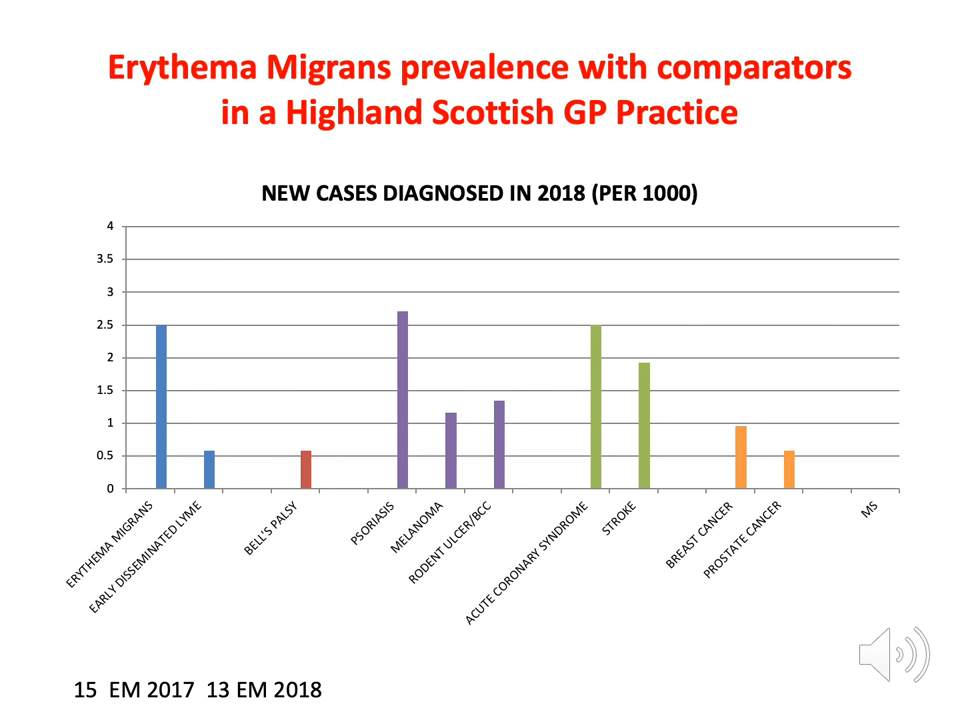 Erythema Migrans prevalence with comparators
in a Highland Scottish GP Practice
NEW CASES DIAGNOSED IN 2018 (PER 1000)
4
3.5
3
2.5
2
1.5
1
0.5
0
ERYTHEMA MIGRANS
EARLY DISSEMINATED LYME
BELL'S PALSY
PSORIASIS
MELANOMA
RODENT ULCER/BCC
ACUTE CORONARY SYNDROME
STROKE
BREAST CANCER
PROSTATE CANCER
MS
15 EM 2017 13 EM 2018